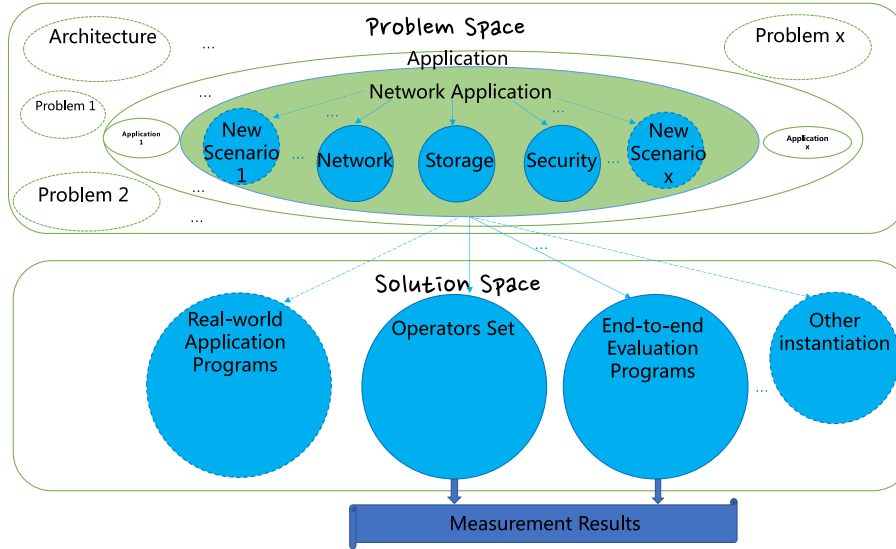 Problem Space
Architecture
...
Problem x
Application
Problem 1
...
Network Application
Application
1
New
Scenario
1
...
...
Network
Storage
Security
...
...
New
Scenario
x
Application
x
Problem 2
...
...
...
Solution Space
Real-world
Application
Programs
Operators Set
End-to-end
Evaluation
Programs
Other
instantiation
...
Measurement Results